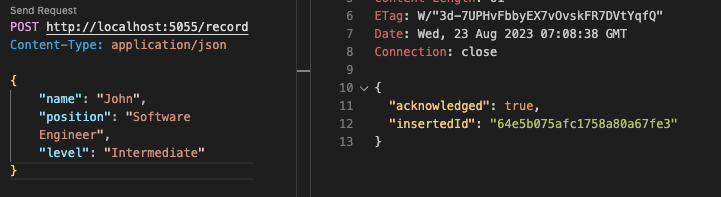 Send Request
POST http://localhost:5055/record
Content-Type: application/json
{
"name": "John",
"position": "Software
Engineer",
"level": "Intermediate"
}
6 ETag: W/"3d-7UPHvFbbyEX7vOvskFR7DVtYqfQ"
7 Date: Wed, 23 Aug 2023 07:08:38 GMT
8 Connection: close
9
10 {
11 "acknowledged": true,
12 "insertedId": "64e5b075afc1758a80a67fe3"
13 }